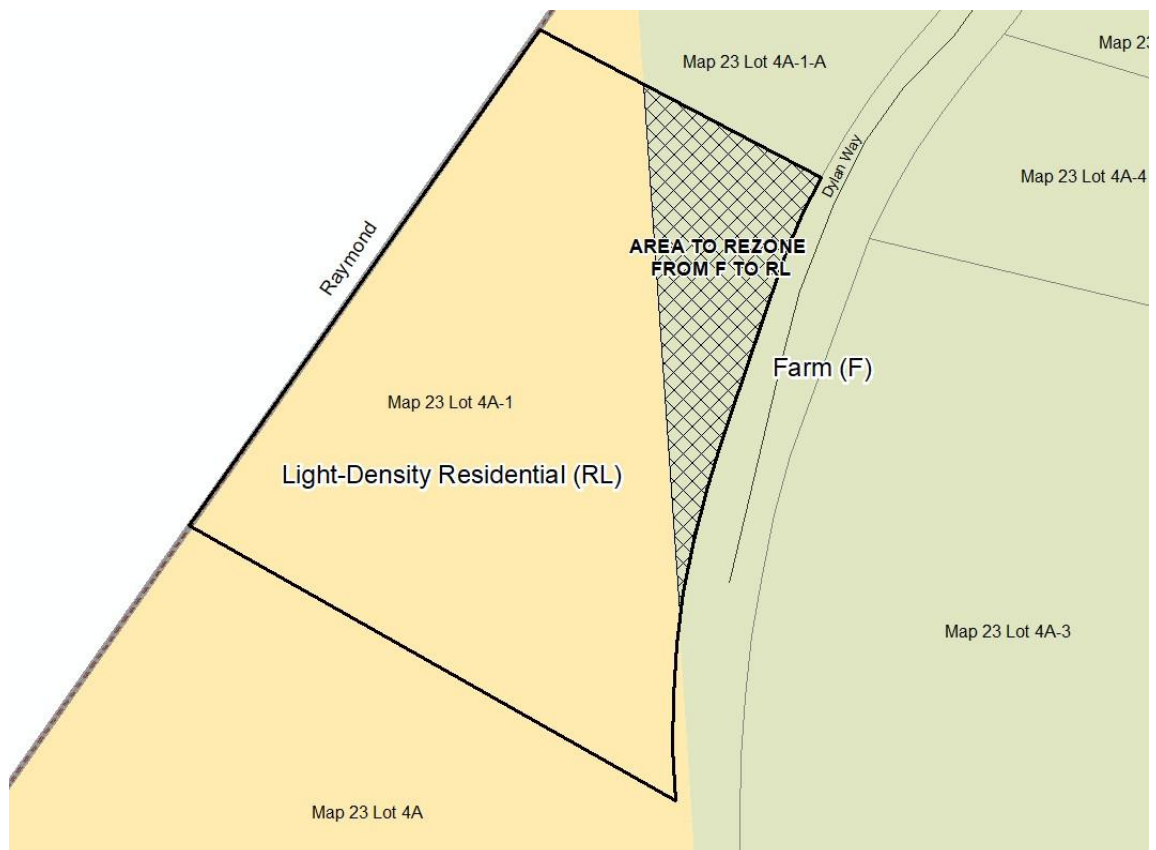 Map 23
Map 23 Lot 4A-1-A
Dylan Way
Map 23 Lot 4A-4
Raymond
AREA TO REZONE
FROM F TO RL
Farm (F)
Map 23 Lot 4A-1
Light-Density Residential (RL)
Map 23 Lot 4A-3
Map 23 Lot 4A